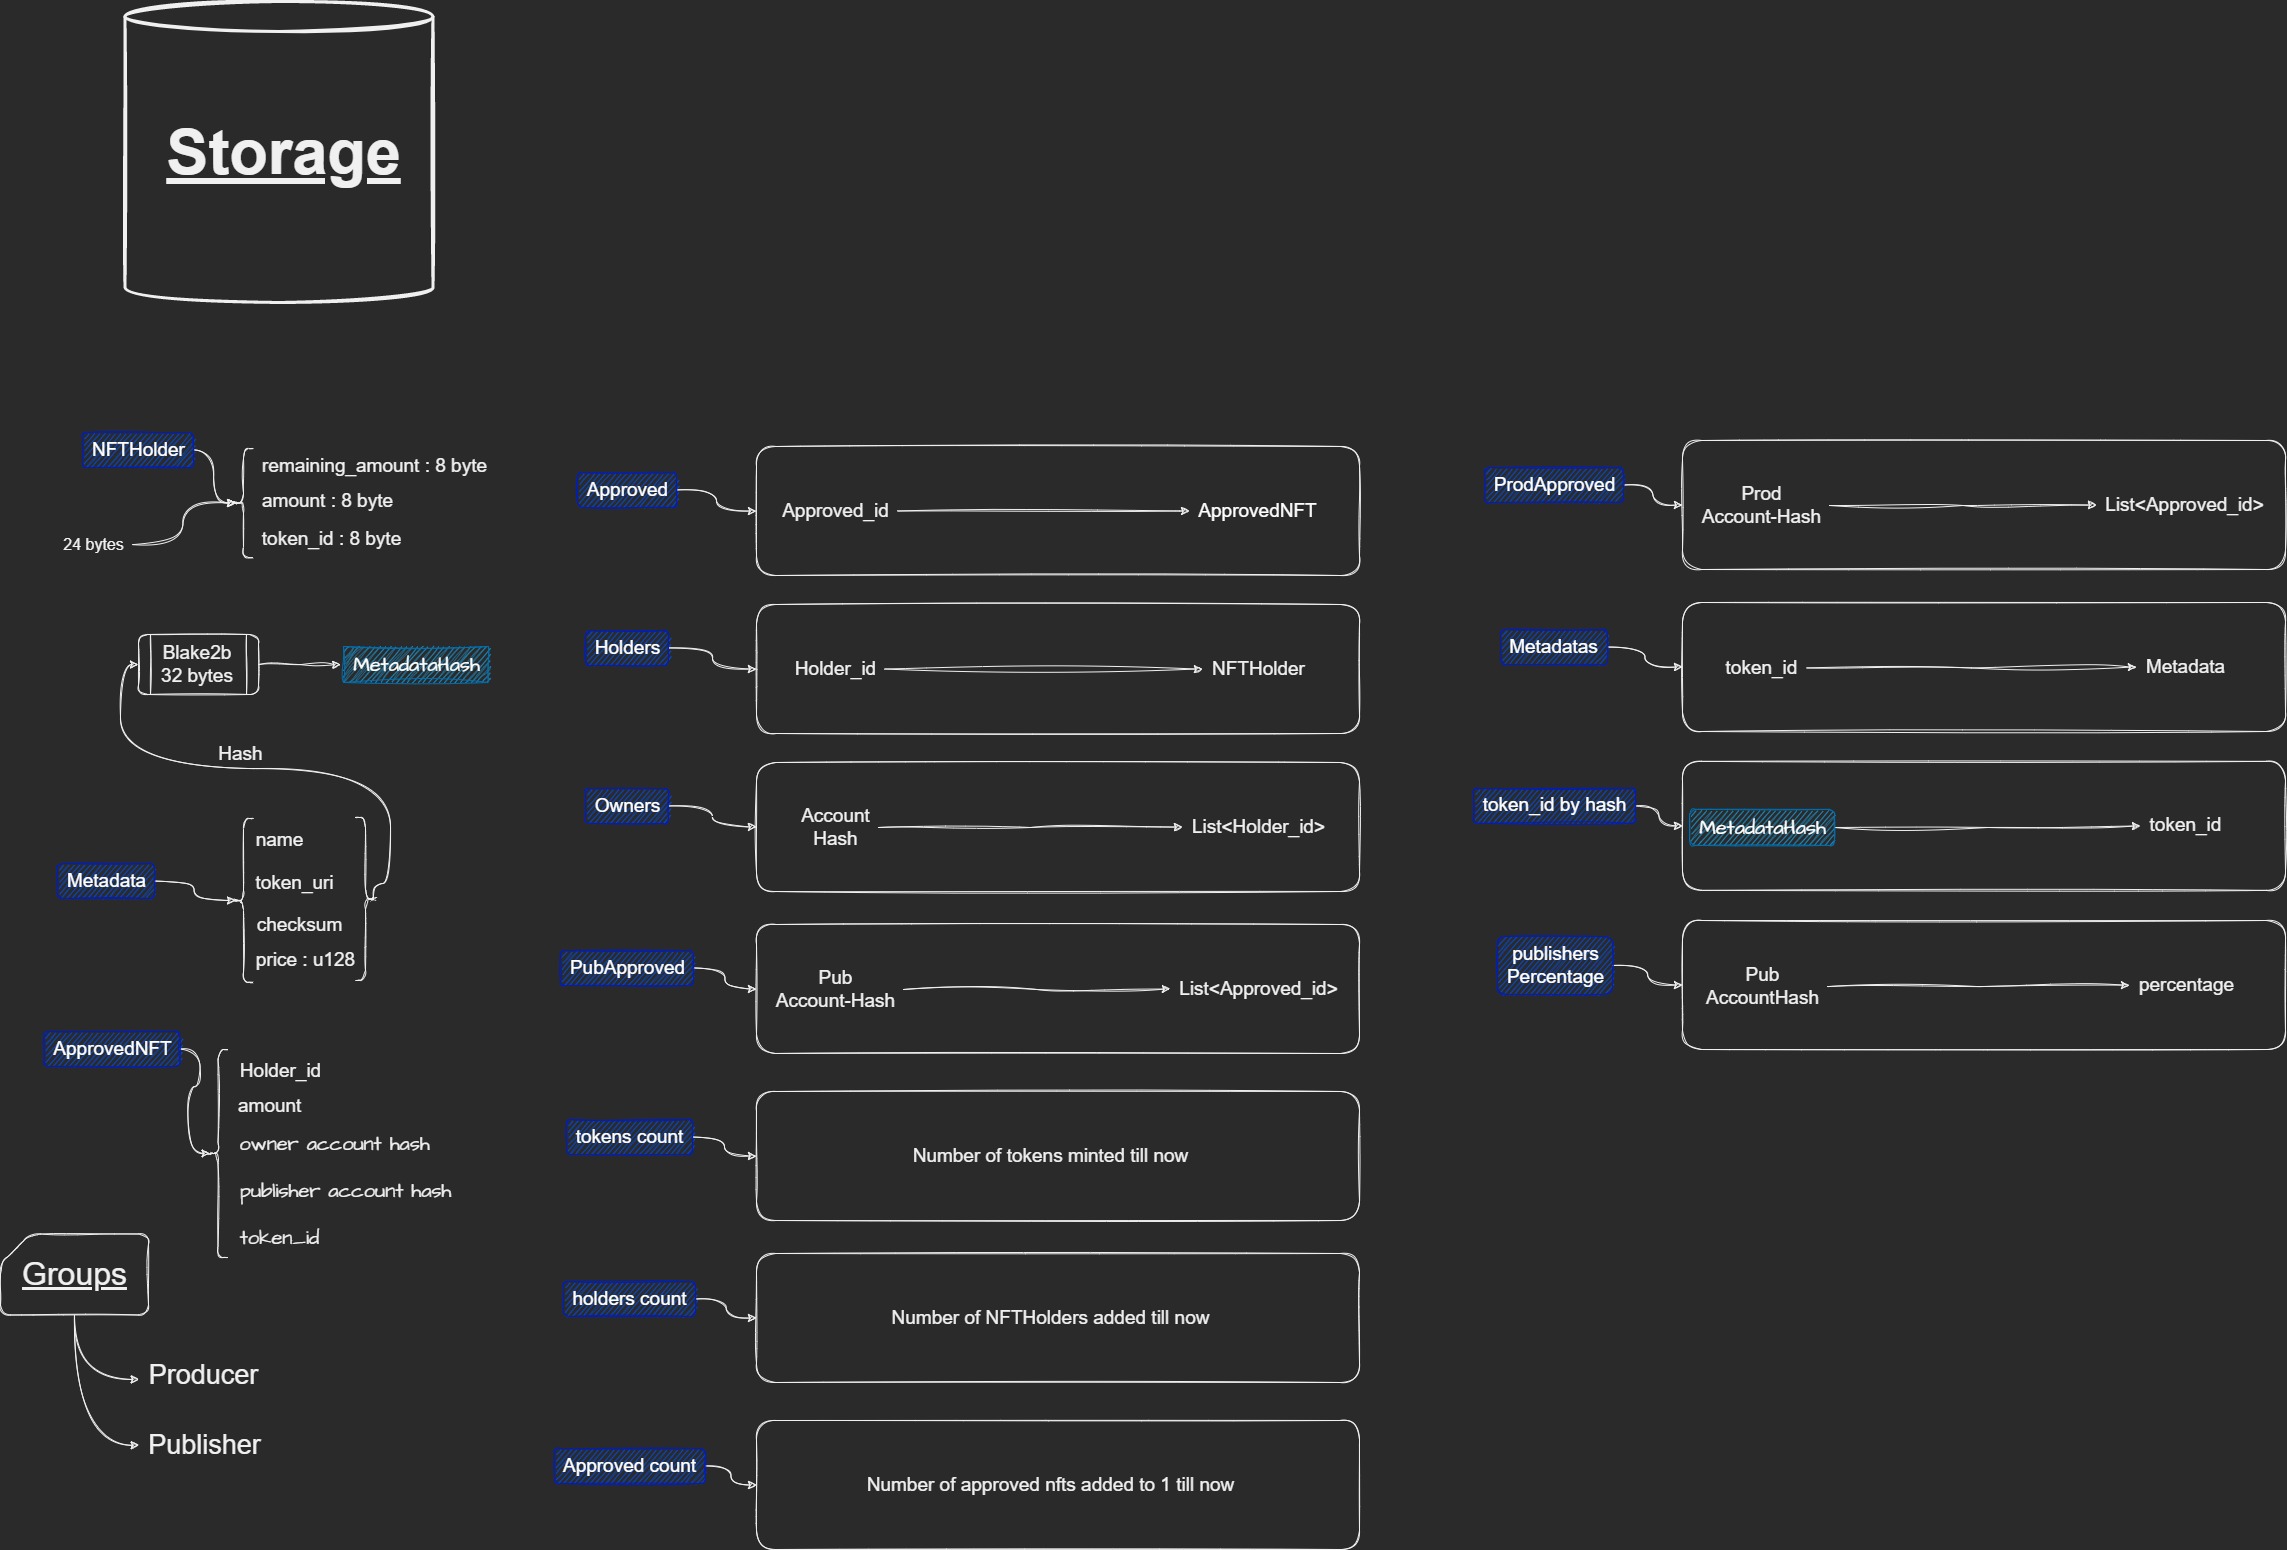 Storage
NFTHolder
remaining_amount : 8 byte
amount : 8 byte
token_id : 8 byte
24 bytes
Blake2b
32 bytes
MetadataHash
Hash
Metadata
name
token_uri
checksum
price : u128
ApprovedNFT
Holder_id
amount
owner account hash
publisher account hash
token_id
Groups
Producer
Publisher
Approved
Approved_id
ApprovedNFT
Holders
Holder_id
NFTHolder
Owners
Account
Hash
List<Holder_id>
PubApproved
Pub
Account-Hash
List<Approved_id>
tokens count
Number of tokens minted till now
holders count
Number of NFTHolders added till now
Approved count
Number of approved nfts added to 1 till now
ProdApproved
Prod
Account-Hash
List<Approved_id>
Metadatas
token_id
Metadata
token_id by hash
MetadataHash
token_id
publishers
Percentage
Pub
AccountHash
percentage